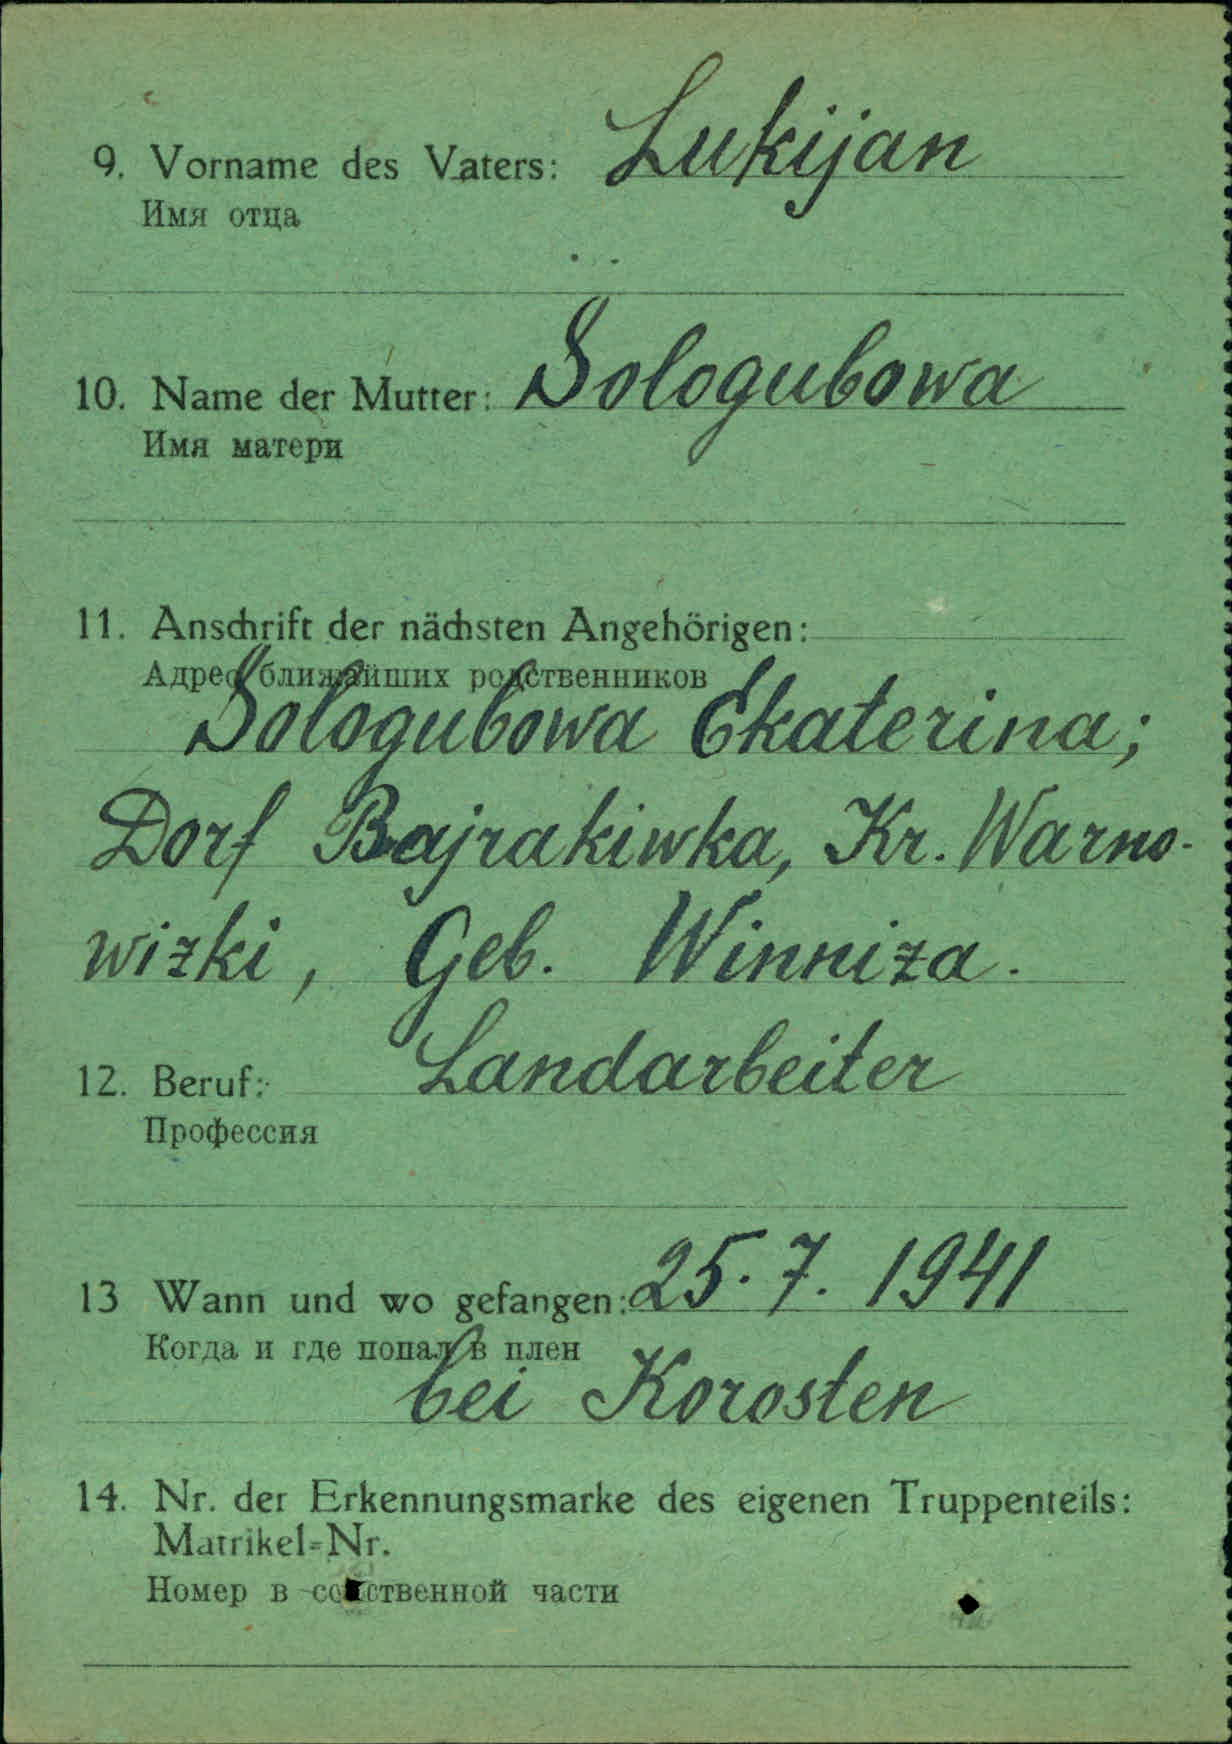 9. Vorname des Vaters: Lukijan
Имя отца
10. Name der Mutter: Sologubowa
Имя матери
11. Anschrift der nächsten Angehörigen:
Адрес ближайших родственников
Sologubowa Ekaterina;
Dorf Bajrakiwka, Kr. Warno-
wizki, Geb. Winniza.
12. Beruf: Landarbeiter
Профессия
13 Wann und wo gefangen: 25. 7. 1941
Когда и где попал в плен
bei Korosten
14. Nr. der Erkennungsmarke des eigenen Truppenteils:
Matrikel-Nr.
Номер в собственной части